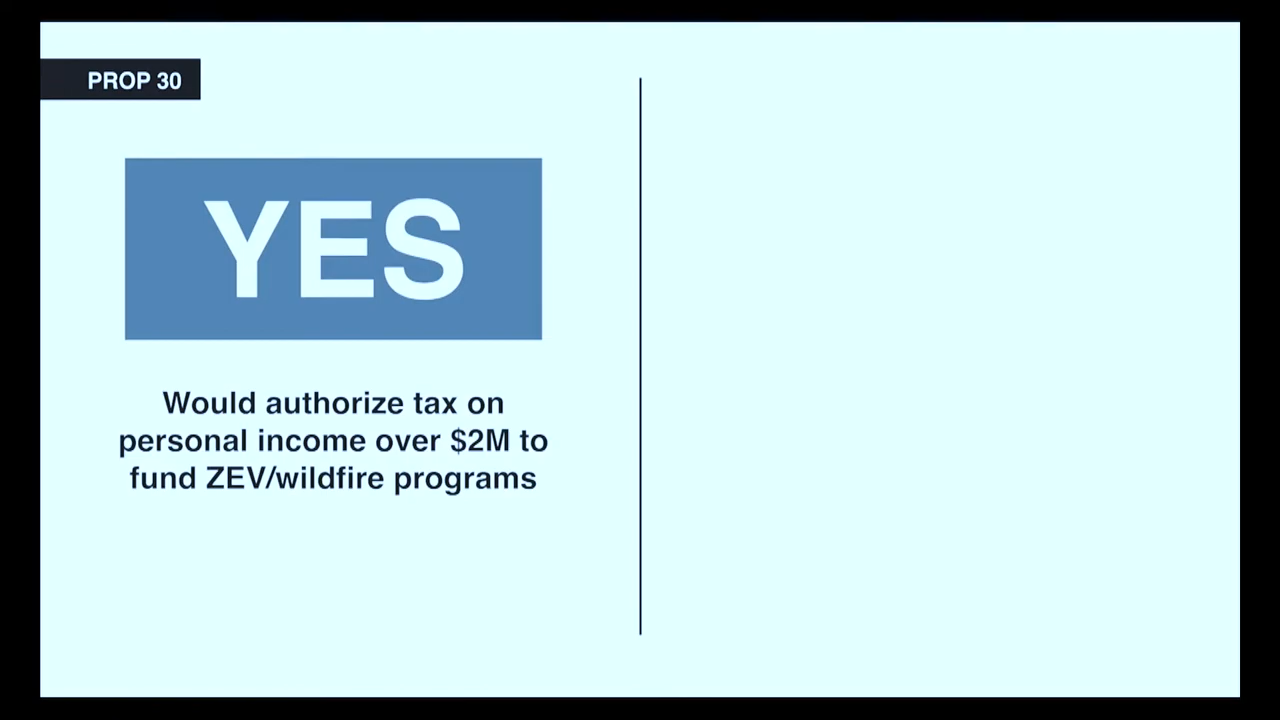 PROP 30
YES
Would authorize tax on
personal income over $2M to
fund ZEV/wildfire programs